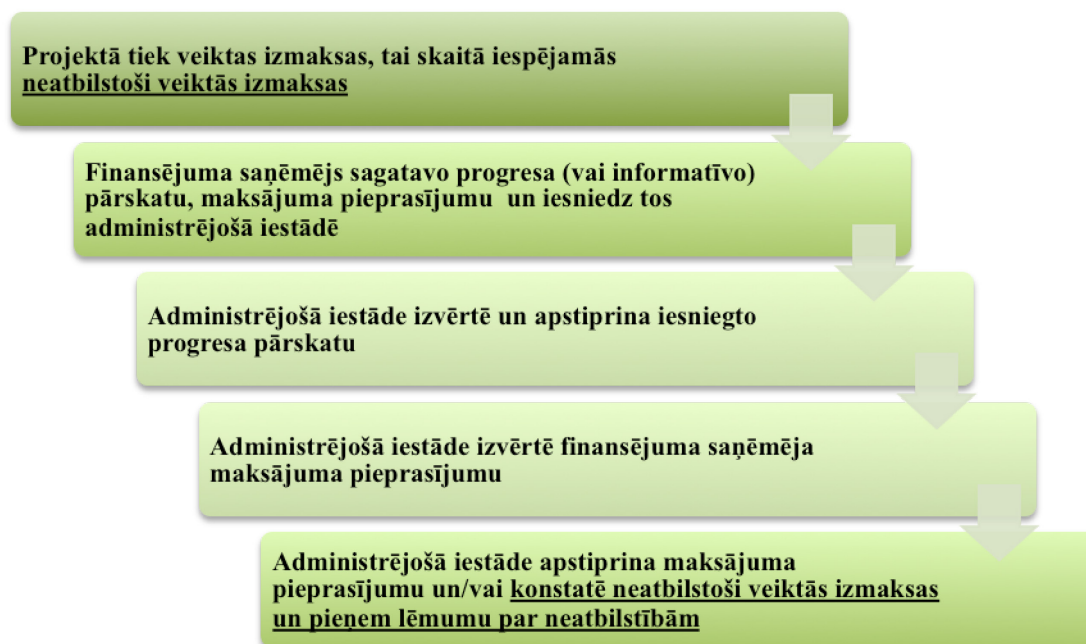 Projektā tiek veiktas izmaksas, tai skaitā iespējamās
neatbilstoši veiktās izmaksas
Finansējuma saņēmējs sagatavo progresa (vai informatīvo)
pārskatu, maksājuma pieprasījumu un iesniedz tos
administrējošā iestādē
Administrējošā iestāde izvērtē un apstiprina iesniegto
progresa pārskatu
Administrējošā iestāde izvērtē finansējuma saņēmēja
maksājuma pieprasījumu
Administrējošā iestāde apstiprina maksājuma
pieprasījumu un/vai konstatē neatbilstoši veiktās izmaksas
un pieņem lēmumu par neatbilstībām